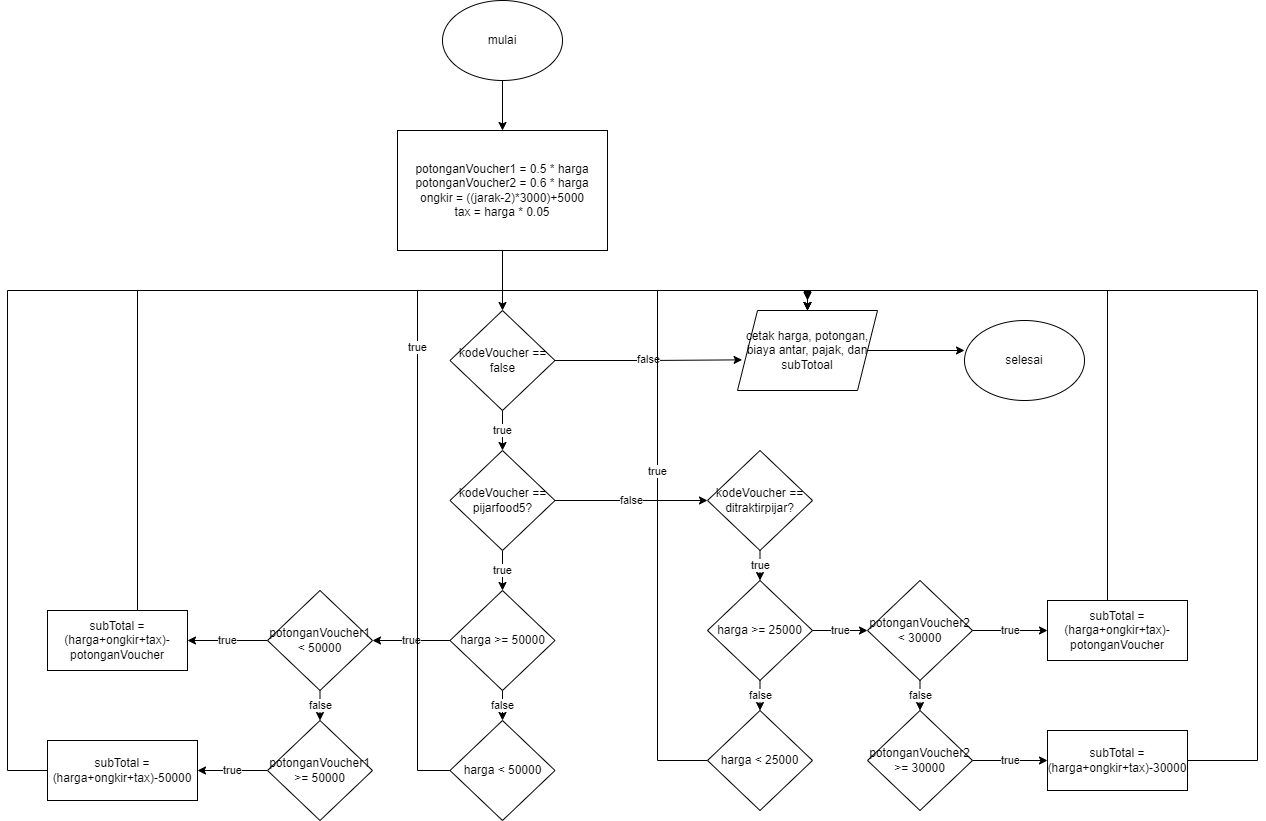 mulai
potonganVoucher1 = 0.5 * harga
potonganVoucher2 = 0.6 * harga
ongkir = ((jarak-2)*3000)+5000
tax = harga * 0.05
true
kodeVoucher ==
false
false
cetak harga, potongan,
biaya antar, pajak, dan
subTotoal
selesai
true
true
kodeVoucher ==
pijarfood5?
false
kodeVoucher ==
ditraktirpijar?
true
true
subTotal =
(harga+ongkir+tax)-
potonganVoucher
true
potonganVoucher1
< 50000
true
harga >= 50000
harga >= 25000
true
potonganVoucher2
< 30000
true
subTotal =
(harga+ongkir+tax)-
potonganVoucher
false
false
false
false
subTotal =
(harga+ongkir+tax)-50000
true
potonganVoucher1
>= 50000
harga < 50000
harga < 25000
potonganVoucher2
>= 30000
true
subTotal =
(harga+ongkir+tax)-30000